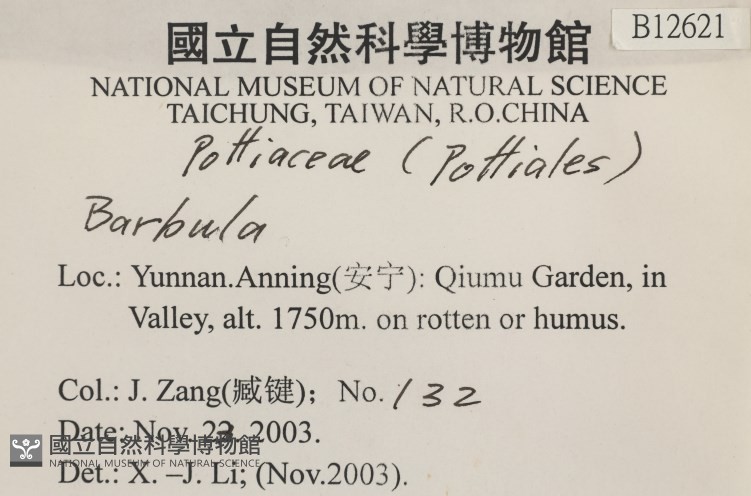 國立自然科學博物館
B12621
NATIONAL MUSEUM OF NATURAL SCIENCE
TAICHUNG, TAIWAN, R.O.CHINA
Pottiaceae (Pottiales)
Barbula
Loc.: Yunnan.Anning(安宁): Qiumu Garden, in
Valley, alt. 1750m. on rotten or humus.
Col.: J. Zang(臧键); No. 132
Date: Nov. 2003.
國立自然科學博物館
NATIONAL MUSEUM OF NATURAL SCIENCE
Det.: X. –J. Li; (Nov.2003).